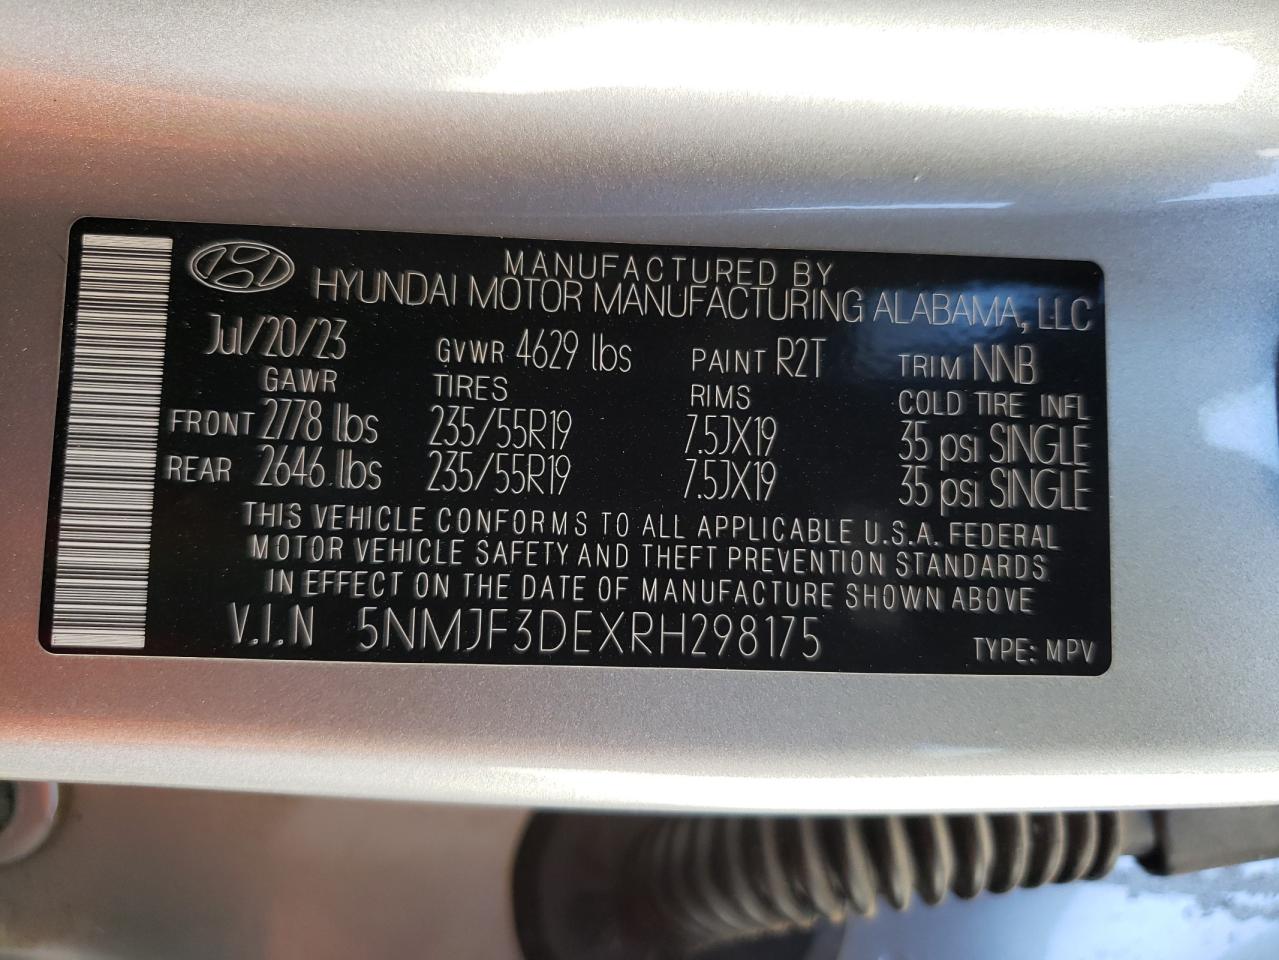 MANUFACTURED BY
HYUNDAI MOTOR MANUFACTURING ALABAMA, LLC
Jul/20/23 GVWR 4629 lbs PAINT R2T TRIM NNB
GAWR TIRES RIMS COLD TIRE INFL
FRONT 2778 lbs 235/55R19 7.5JX19 35 psi SINGLE
REAR 2646 lbs 235/55R19 7.5JX19 35 psi SINGLE
THIS VEHICLE CONFORMS TO ALL APPLICABLE U.S.A. FEDERAL
MOTOR VEHICLE SAFETY AND THEFT PREVENTION STANDARDS
IN EFFECT ON THE DATE OF MANUFACTURE SHOWN ABOVE
V.I.N 5NMJF3DEXRH298175 TYPE: MPV